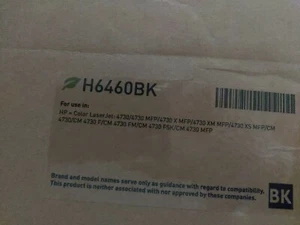 H6460BK
For use in:
HP • Color LaserJet: 4730/4730 MFP/4730 X MFP/4730 XM MFP/4730 XS MFP/CM
4730/CM 4730 F/CM 4730 FM/CM 4730 FSK/CM 4730 MFP
Brand and model names serve only as guidance with regard to compatibility.
This product is neither associated with nor approved by these companies.
BK